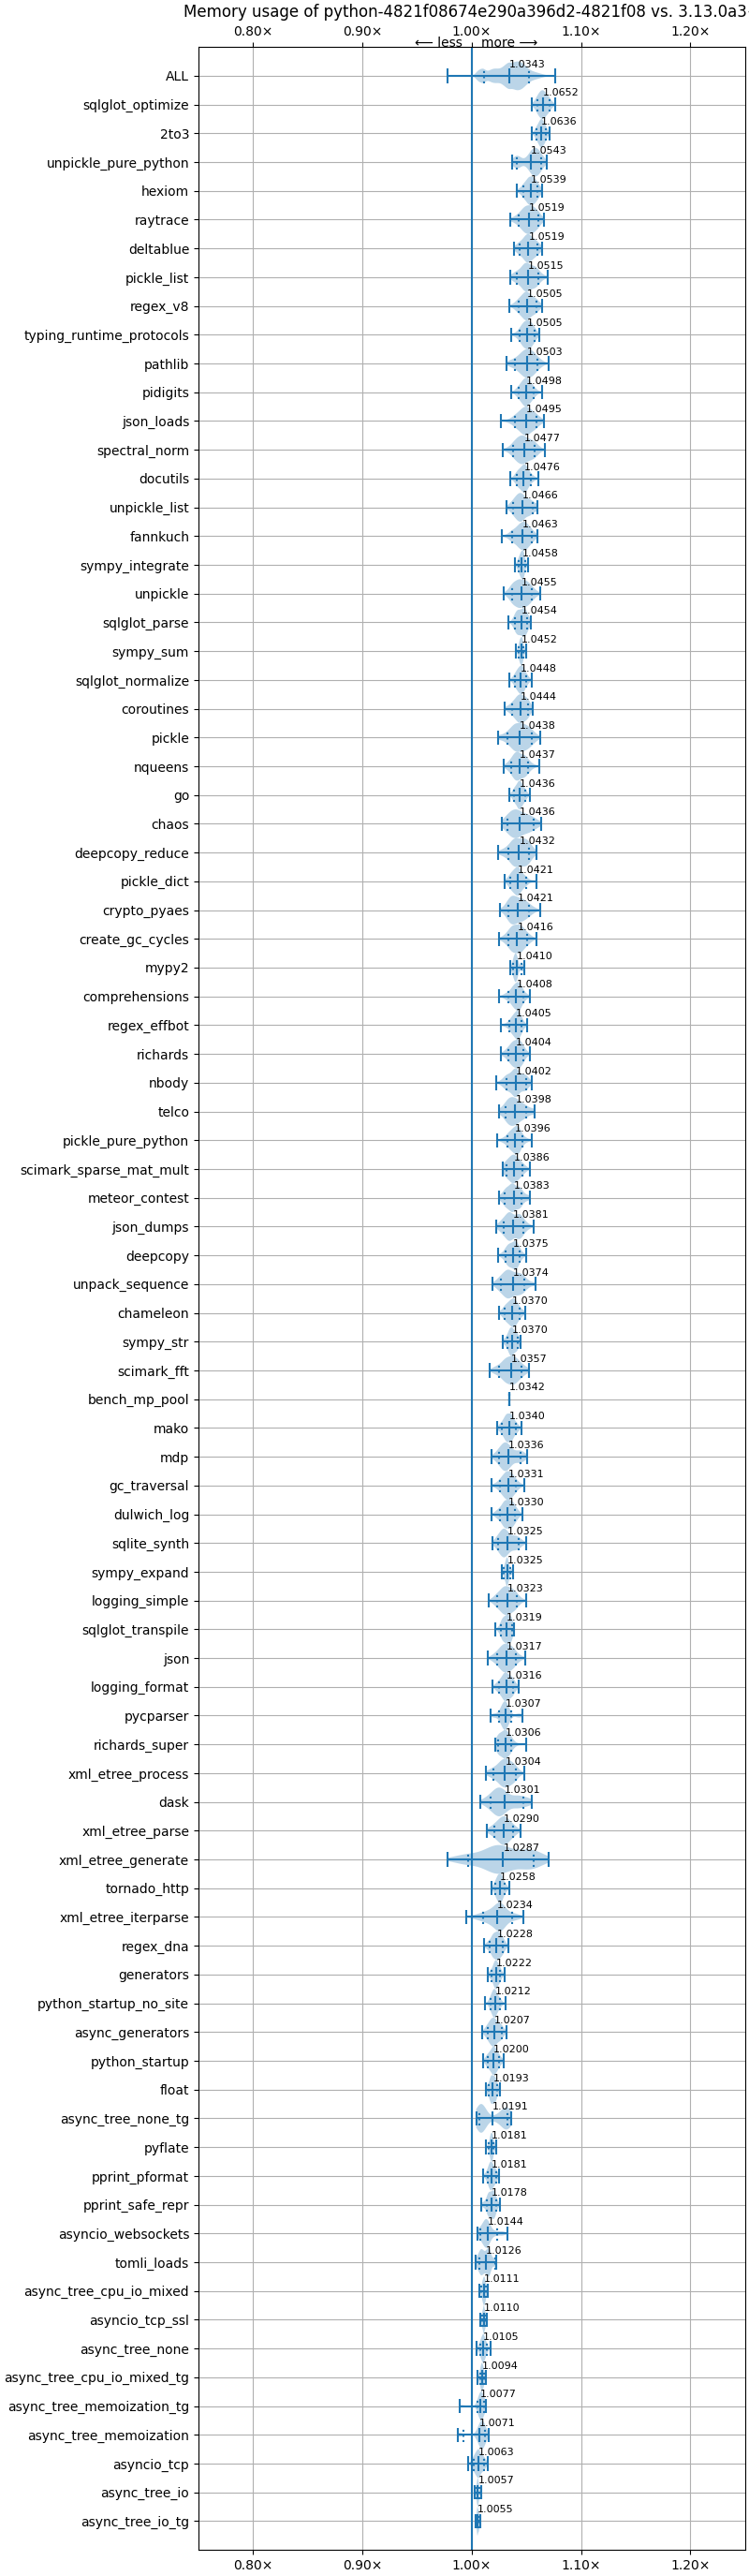 Memory usage of python-4821f08674e290a396d2-4821f08 vs. 3.13.0a3-
0.80× 0.90× 1.00× 1.10× 1.20×
⟵ less more ⟶
ALL 1.0343
sqlglot_optimize 1.0652
2to3 1.0636
unpickle_pure_python 1.0543
hexiom 1.0539
raytrace 1.0519
deltablue 1.0519
pickle_list 1.0515
regex_v8 1.0505
typing_runtime_protocols 1.0505
pathlib 1.0503
pidigits 1.0498
json_loads 1.0495
spectral_norm 1.0477
docutils 1.0476
unpickle_list 1.0466
fannkuch 1.0463
sympy_integrate 1.0458
unpickle 1.0455
sqlglot_parse 1.0454
sympy_sum 1.0452
sqlglot_normalize 1.0448
coroutines 1.0444
pickle 1.0438
nqueens 1.0437
go 1.0436
chaos 1.0436
deepcopy_reduce 1.0432
pickle_dict 1.0421
crypto_pyaes 1.0421
create_gc_cycles 1.0416
mypy2 1.0410
comprehensions 1.0408
regex_effbot 1.0405
richards 1.0404
nbody 1.0402
telco 1.0398
pickle_pure_python 1.0396
scimark_sparse_mat_mult 1.0386
meteor_contest 1.0383
json_dumps 1.0381
deepcopy 1.0375
unpack_sequence 1.0374
chameleon 1.0370
sympy_str 1.0370
scimark_fft 1.0357
bench_mp_pool 1.0342
mako 1.0340
mdp 1.0336
gc_traversal 1.0331
dulwich_log 1.0330
sqlite_synth 1.0325
sympy_expand 1.0325
logging_simple 1.0323
sqlglot_transpile 1.0319
json 1.0317
logging_format 1.0316
pycparser 1.0307
richards_super 1.0306
xml_etree_process 1.0304
dask 1.0301
xml_etree_parse 1.0290
xml_etree_generate 1.0287
tornado_http 1.0258
xml_etree_iterparse 1.0234
regex_dna 1.0228
generators 1.0222
python_startup_no_site 1.0212
async_generators 1.0207
python_startup 1.0200
float 1.0193
async_tree_none_tg 1.0191
pyflate 1.0181
pprint_pformat 1.0181
pprint_safe_repr 1.0178
asyncio_websockets 1.0144
tomli_loads 1.0126
async_tree_cpu_io_mixed 1.0111
asyncio_tcp_ssl 1.0110
async_tree_none 1.0105
async_tree_cpu_io_mixed_tg 1.0094
async_tree_memoization_tg 1.0077
async_tree_memoization 1.0071
asyncio_tcp 1.0063
async_tree_io 1.0057
async_tree_io_tg 1.0055
0.80× 0.90× 1.00× 1.10× 1.20×